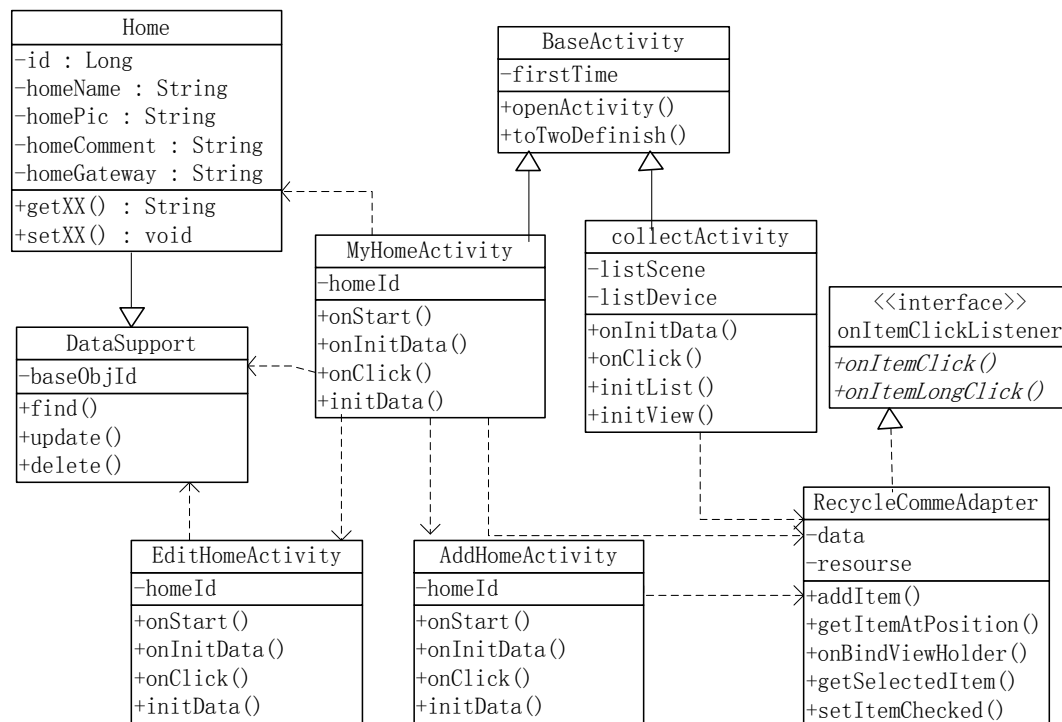 Home
-id : Long
-homeName : String
-homePic : String
-homeComment : String
-homeGateway : String
+getXX() : String
+setXX() : void
BaseActivity
-firstTime
+openActivity()
+toTwoDefinish()
MyHomeActivity
-homeId
+onStart()
+onInitData()
+onClick()
+initData()
collectActivity
-listScene
-listDevice
+onInitData()
+onClick()
+initList()
+initView()
<<interface>>
onItemClickListener
+onItemClick()
+onItemLongClick()
DataSupport
-baseObjId
+find()
+update()
+delete()
EditHomeActivity
-homeId
+onStart()
+onInitData()
+onClick()
+initData()
AddHomeActivity
-homeId
+onStart()
+onInitData()
+onClick()
+initData()
RecycleCommeAdapter
-data
-resourse
+addItem()
+getItemAtPosition()
+onBindViewHolder()
+getSelectedItem()
+setItemChecked()